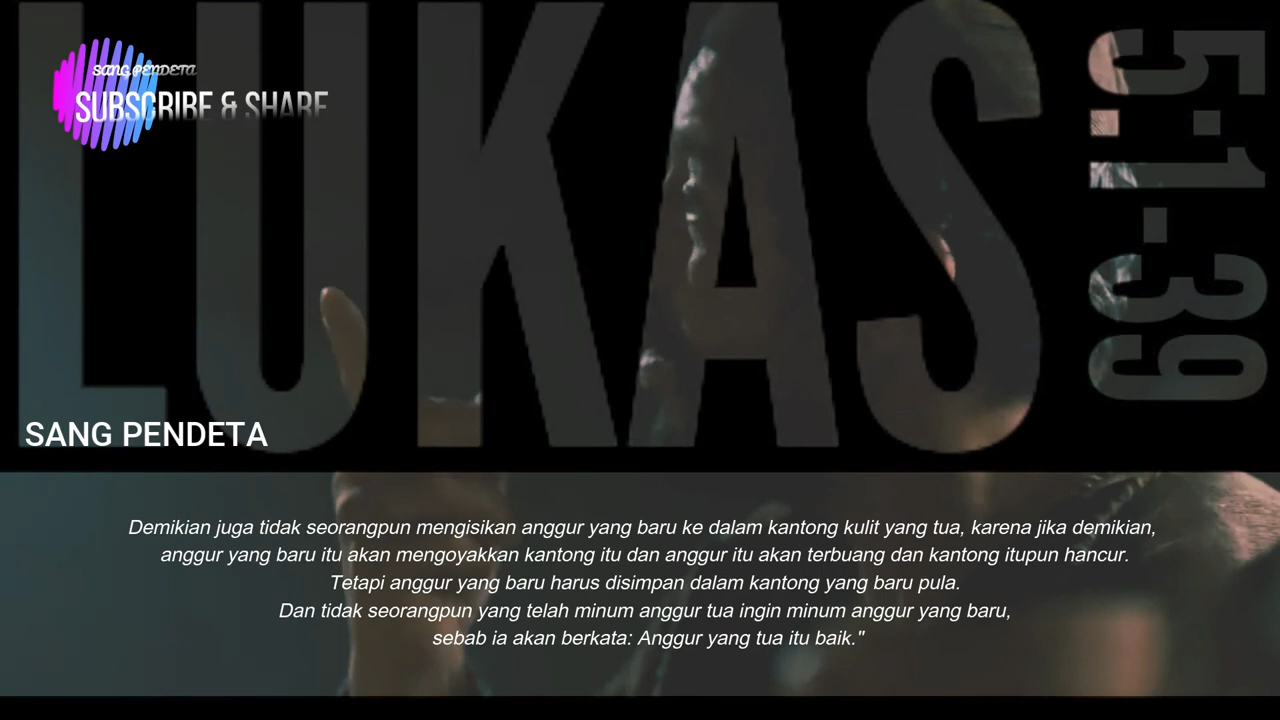 SANG PENDETA
SUBSCRIBE & SHARE
LUKAS
5:1-39
SANG PENDETA
Demikian juga tidak seorangpun mengisikan anggur yang baru ke dalam kantong kulit yang tua, karena jika demikian,
anggur yang baru itu akan mengoyakkan kantong itu dan anggur itu akan terbuang dan kantong itupun hancur.
Tetapi anggur yang baru harus disimpan dalam kantong yang baru pula.
Dan tidak seorangpun yang telah minum anggur tua ingin minum anggur yang baru,
sebab ia akan berkata: Anggur yang tua itu baik."